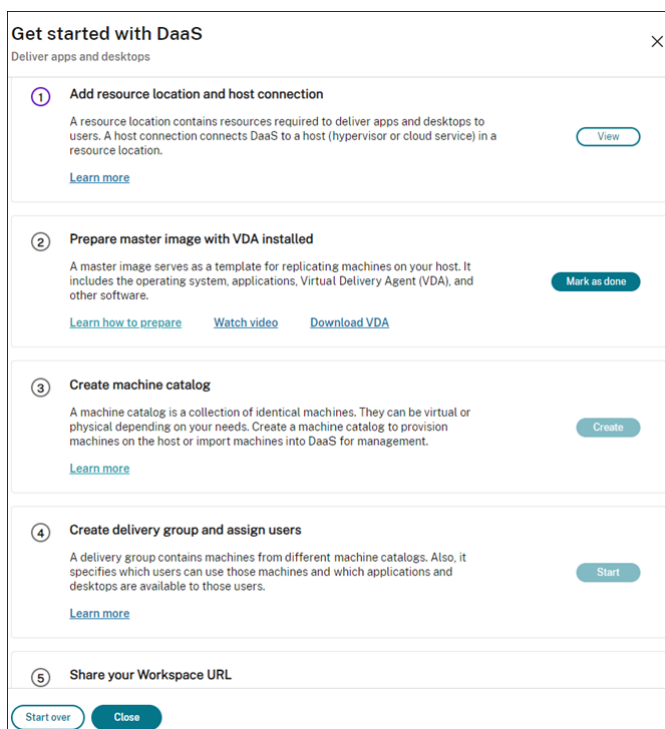 Get started with DaaS
Deliver apps and desktops
1 Add resource location and host connection
A resource location contains resources required to deliver apps and desktops to
users. A host connection connects DaaS to a host (hypervisor or cloud service) in a
resource location.
View
Learn more
2 Prepare master image with VDA installed
A master image serves as a template for replicating machines on your host. It
includes the operating system, applications, Virtual Delivery Agent (VDA), and
other software.
Mark as done
Learn how to prepare Watch video Download VDA
3 Create machine catalog
A machine catalog is a collection of identical machines. They can be virtual or
physical depending on your needs. Create a machine catalog to provision
machines on the host or import machines into DaaS for management.
Create
Learn more
4 Create delivery group and assign users
A delivery group contains machines from different machine catalogs. Also, it
specifies which users can use those machines and which applications and
desktops are available to those users.
Start
Learn more
5 Share your Workspace URL
Start over Close